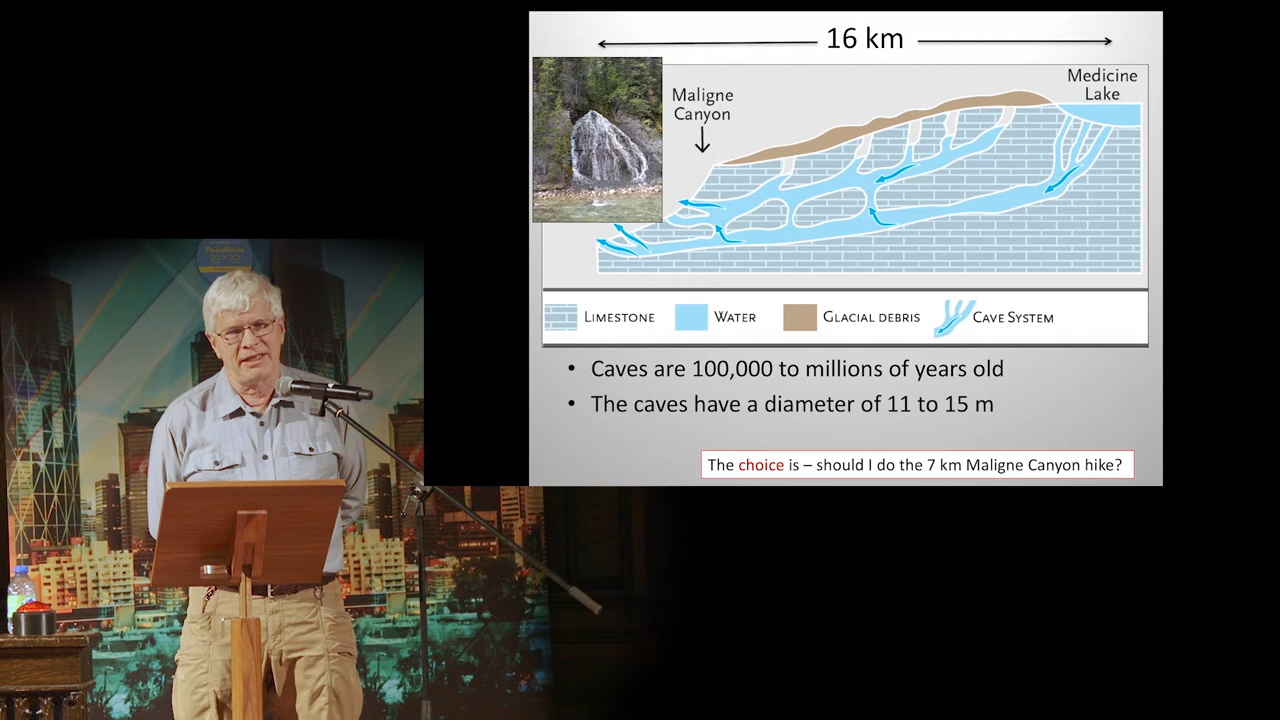 16 km
Medicine
Lake
Maligne
Canyon
LIMESTONE
WATER
GLACIAL DEBRIS
CAVE SYSTEM
• Caves are 100,000 to millions of years old
• The caves have a diameter of 11 to 15 m
The choice is – should I do the 7 km Maligne Canyon hike?
PechaKucha
20X20